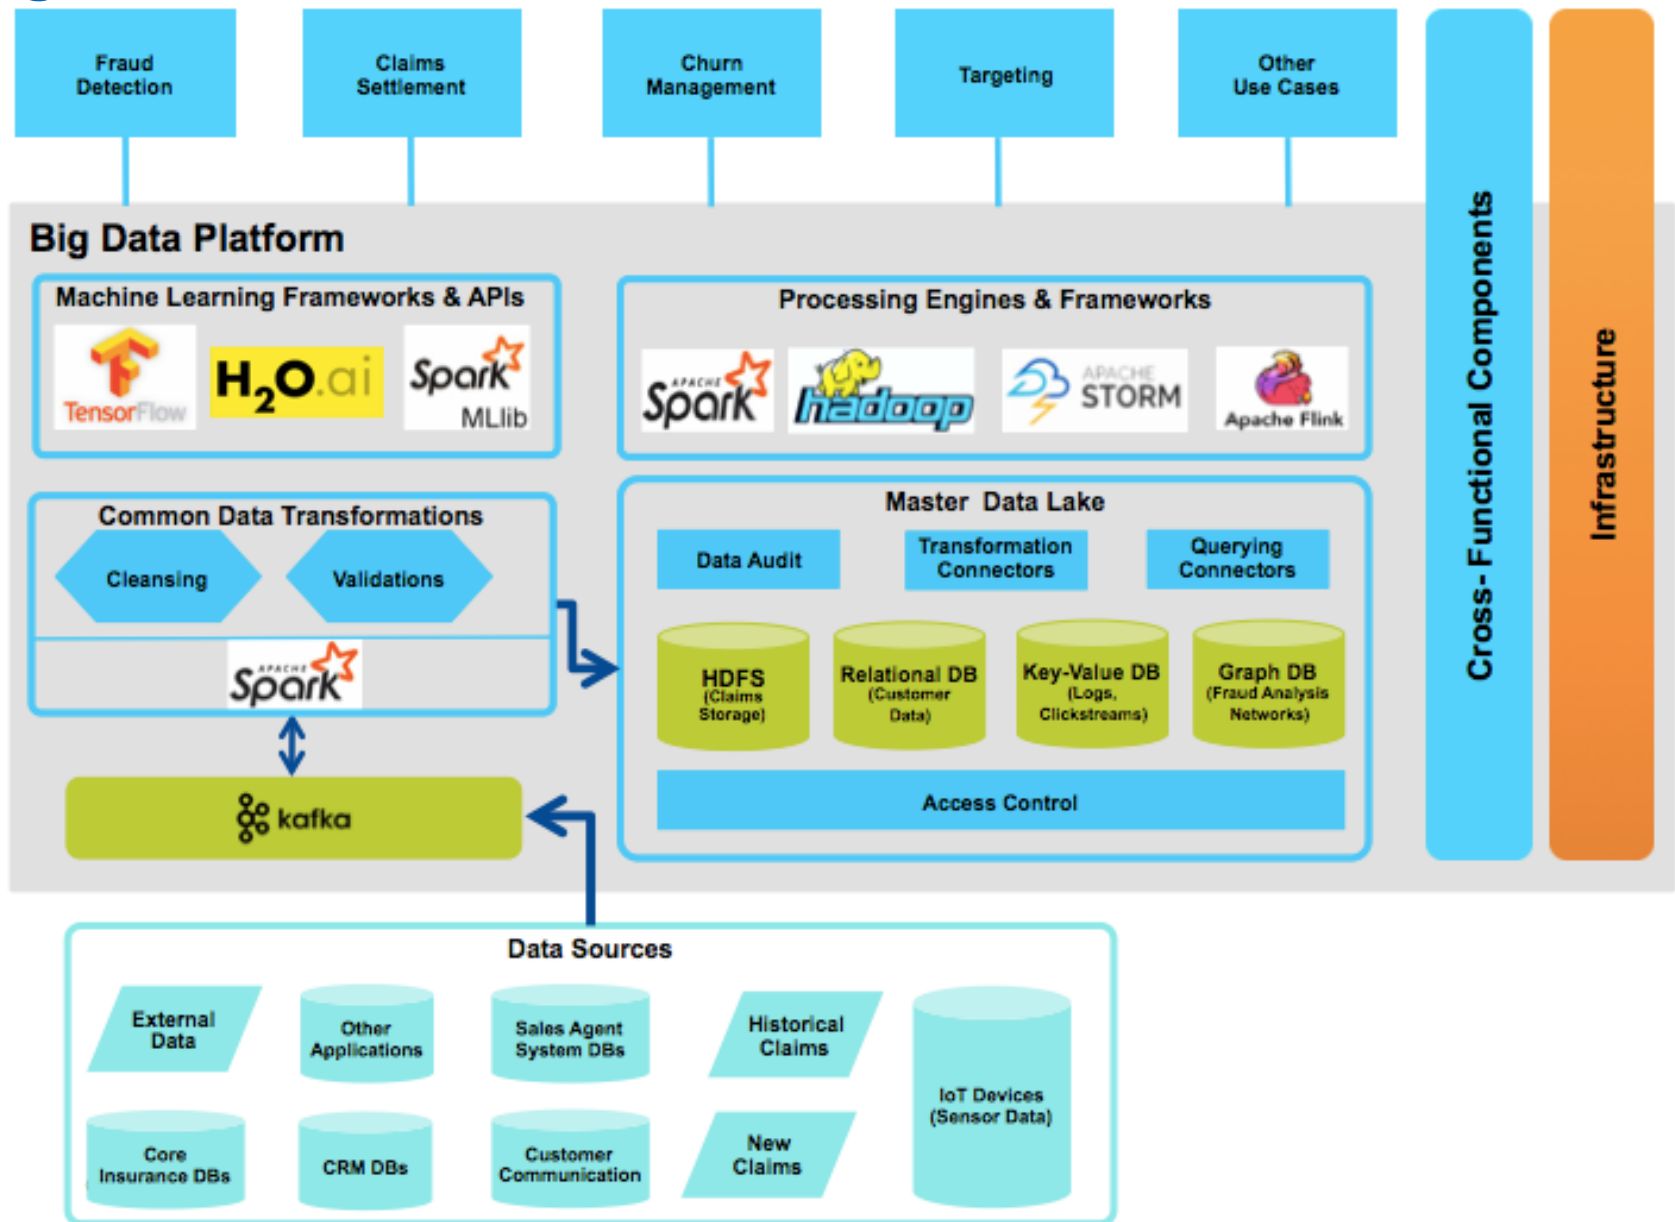 Fraud
Detection
Claims
Settlement
Churn
Management
Targeting
Other
Use Cases
Cross- Functional Components
Infrastructure
Big Data Platform
Machine Learning Frameworks & APIs
TensorFlow
H2O.ai
Spark
MLlib
Processing Engines & Frameworks
APACHE
Spark
hadoop
APACHE
STORM
Apache Flink
Common Data Transformations
Cleansing
Validations
APACHE
Spark
kafka
Master Data Lake
Data Audit
Transformation
Connectors
Querying
Connectors
HDFS
(Claims
Storage)
Relational DB
(Customer
Data)
Key-Value DB
(Logs,
Clickstreams)
Graph DB
(Fraud Analysis
Networks)
Access Control
Data Sources
External
Data
Other
Applications
Sales Agent
System DBs
Historical
Claims
IoT Devices
(Sensor Data)
Core
Insurance DBs
CRM DBs
Customer
Communication
New
Claims